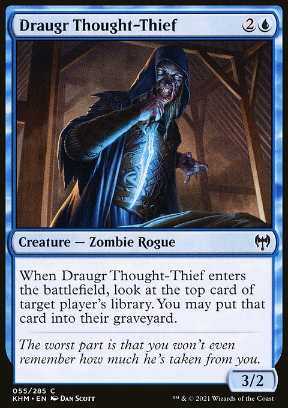 Draugr Thought-Thief 2
Creature — Zombie Rogue
When Draugr Thought-Thief enters
the battlefield, look at the top card of
target player's library. You may put that
card into their graveyard.
The worst part is that you won't even
remember how much he's taken from you.
3/2
055/285 C
KHM • EN Dan Scott
™ & © 2021 Wizards of the Coast